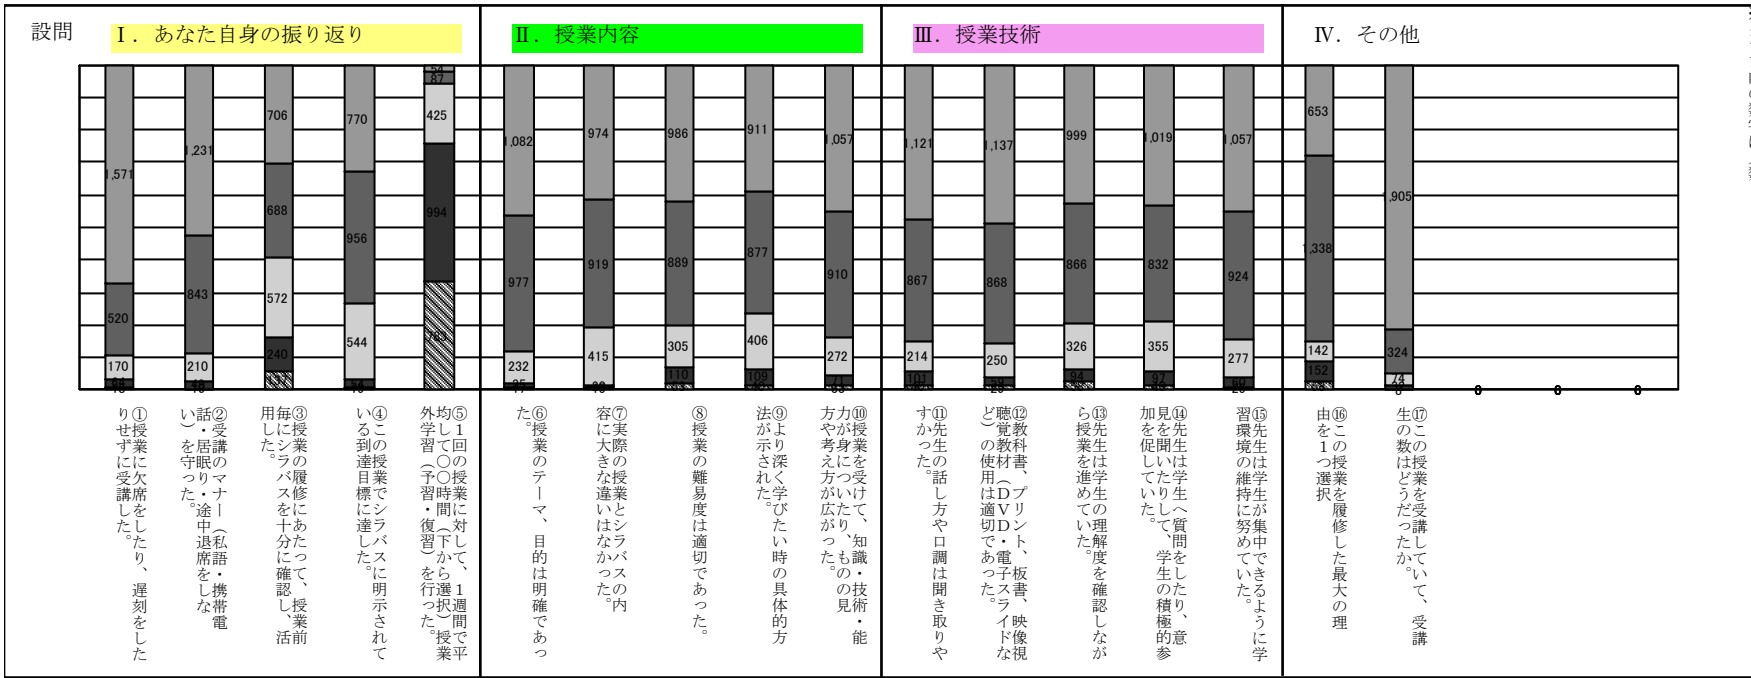 設問
Ⅰ．あなた自身の振り返り
Ⅱ．授業内容
Ⅲ．授業技術
Ⅳ．その他
1,571
520
170
1,231
843
210
706
688
572
240
137
770
956
544
54
87
425
994
783
1,082
977
232
974
919
415
986
889
305
110
911
877
406
109
1,057
910
272
71
1,121
867
214
101
1,137
868
250
999
866
326
94
1,019
832
355
97
1,057
924
277
653
1,338
142
152
1,905
324
74
0
0
0
①授業に欠席をしたり、遅刻をした
りせずに受講した。
②受講のマナー（私語・携帯電
話・居眠り・途中退席をしな
い）を守った。
③授業の履修にあたって、授業前
毎にシラバスを十分に確認し、活
用した。
④この授業でシラバスに明示されて
いる到達目標に達した。
⑤１回の授業に対して、１週間で平
均して〇〇時間（下から選択）授業
外学習（予習・復習）を行った。
⑥授業のテーマ、目的は明確であっ
た。
⑦実際の授業とシラバスの内
容に大きな違いはなかった。
⑧授業の難易度は適切であった。
⑨より深く学びたい時の具体的方
法が示された。
⑩授業を受けて、知識・技術・能
力が身についたり、ものの見
方や考え方が広がった。
⑪先生の話し方や口調は聞き取りや
すかった。
⑫教科書、プリント、板書、映像視
聴覚教材（ＤＶＤ・電子スライドな
ど）の使用は適切であった。
⑬先生は学生の理解度を確認しなが
ら授業を進めていた。
⑭先生は学生へ質問をしたり、意
見を聞いたりして、学生の積極的参
加を促していた。
⑮先生は学生が集中できるように学
習環境の維持に努めていた。
⑯この授業を履修した最大の理
由を１つ選択
⑰この授業を受講していて、受講
生の数はどうだったか。